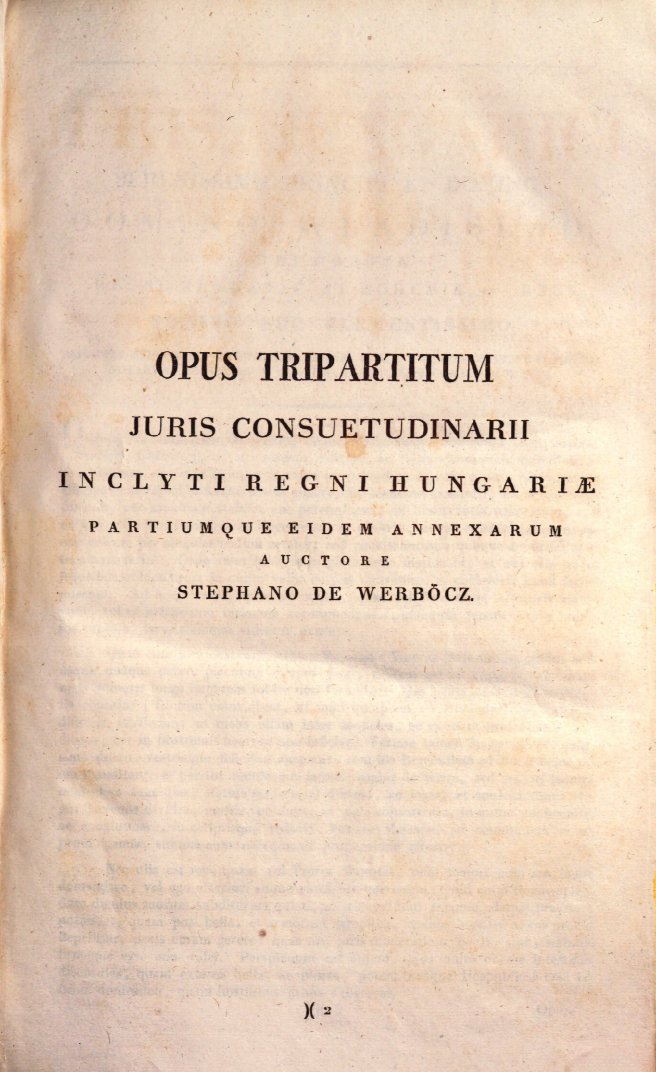 OPUS TRIPARTITUM
JURIS CONSUETUDINARII
INCLYTI REGNI HUNGARIÆ
PARTIUMQUE EIDEM ANNEXARUM
AUCTORE
STEPHANO DE WERBŐCZ.
)( 2